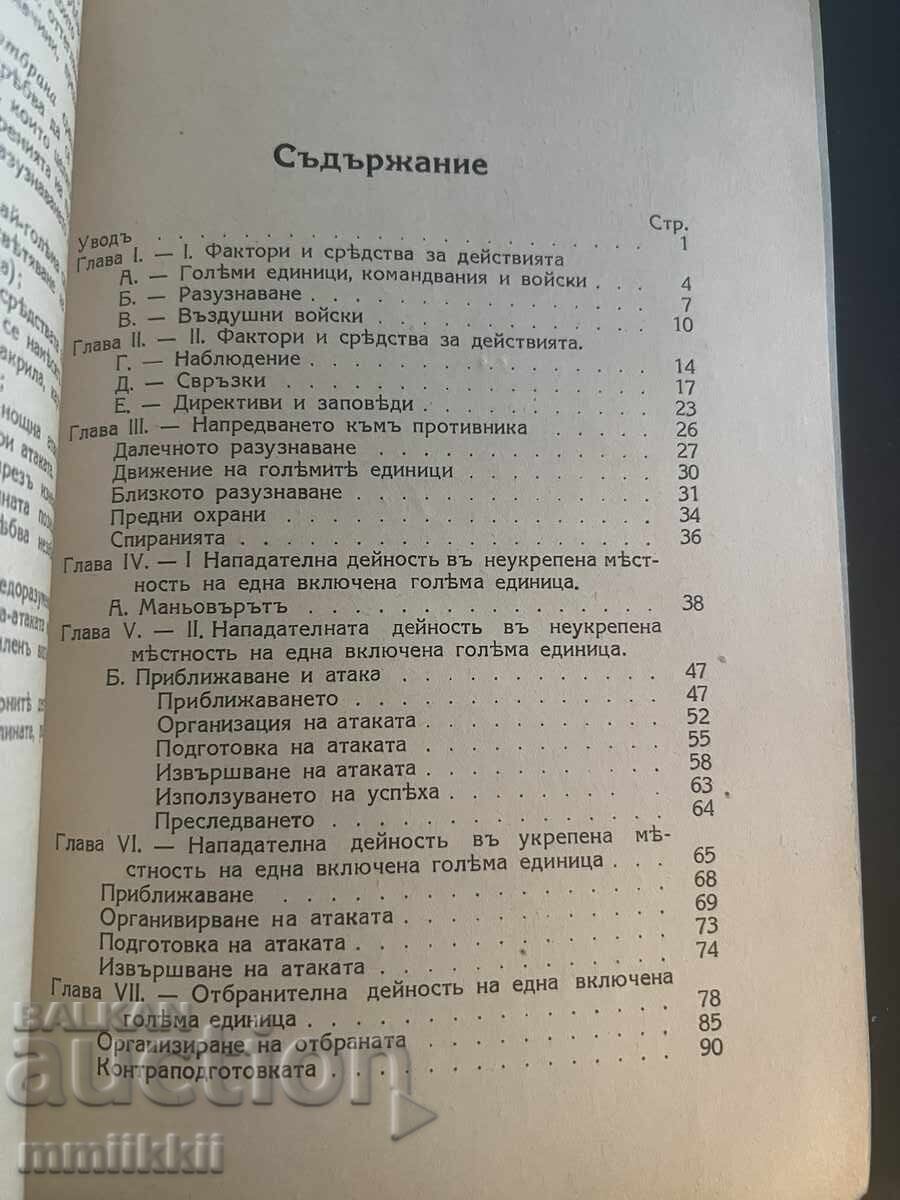 Съдържание
Стр.
Уводъ . . . 1
Глава I. — I. Фактори и срѣдства за действията
А. — Голѣми единици, командвания и войски . . . 4
Б. — Разузнаване . . . 7
В. — Въздушни войски . . . 10
Глава II. — II. Фактори и срѣдства за действията.
Г. — Наблюдение . . . 14
Д. — Свръзки . . . 17
Е. — Директиви и заповѣди . . . 23
Глава III. — Напредването къмъ противника . . . 26
Далечното разузнаване . . . 27
Движение на голѣмитѣ единици . . . 30
Близкото разузнаване . . . 31
Предни охрани . . . 34
Спиранията . . . 36
Глава IV. — I Нападателна дейность въ неукрепена мѣст-
ность на една включена голѣма единица.
А. Маньовърътъ . . . 38
Глава V. — II. Нападателната дейность въ неукрепена
мѣстность на една включена голѣма единица.
Б. Приближаване и атака . . . 47
Приближаването . . . 47
Организация на атаката . . . 52
Подготовка на атаката . . . 55
Извършване на атаката . . . 58
Използуването на успѣха . . . 63
Преследването . . . 64
Глава VI. — Нападателна дейность въ укрепена мѣ-
стность на една включена голѣма единица . . . 65
Приближаване . . . 68
Органивирване на атаката . . . 69
Подготовка на атаката . . . 73
Извършване на атаката . . . 74
Глава VII. — Отбранителна дейность на една включена
голѣма единица . . . 78
Организиране на отбраната . . . 85
Контраподготовката . . . 90
BALKAN
auction
mmiikkii